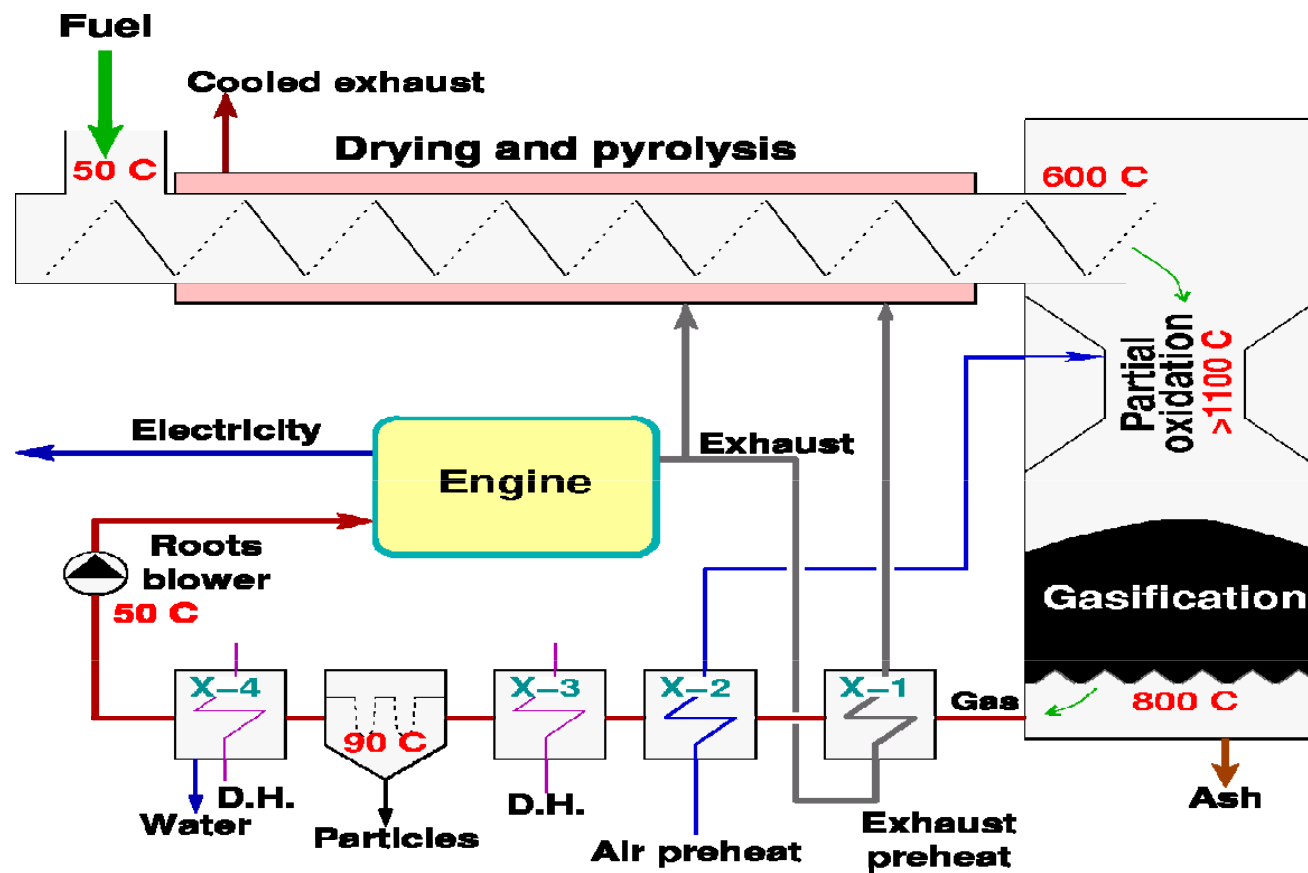 Fuel
Cooled exhaust
Drying and pyrolysis
50 C
600 C
Partial
oxidation
>1100 C
Electricity
Exhaust
Engine
Roots
blower
50 C
Gasification
X-4
X-3
X-2
X-1
Gas
800 C
90 C
D.H.
Water
Particles
D.H.
Air preheat
Exhaust
preheat
Ash